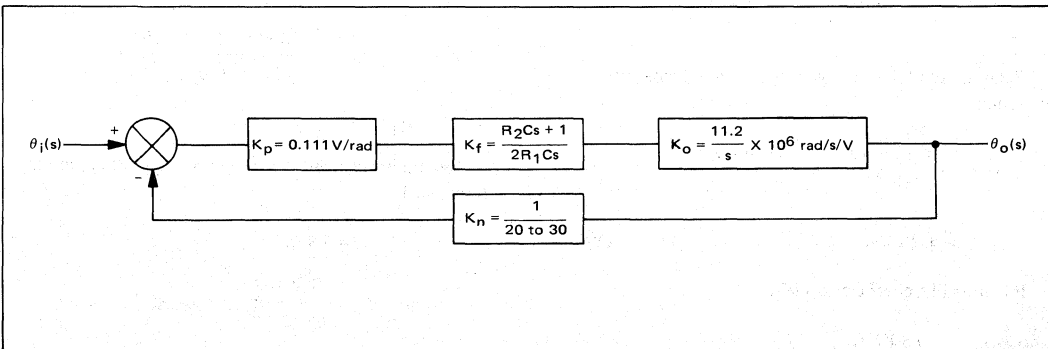 θi(s)
+
−
Kp = 0.111 V/rad
Kf = R2Cs + 1 / 2R1Cs
Ko = 11.2 / s X 10^6 rad/s/V
θo(s)
Kn = 1 / 20 to 30